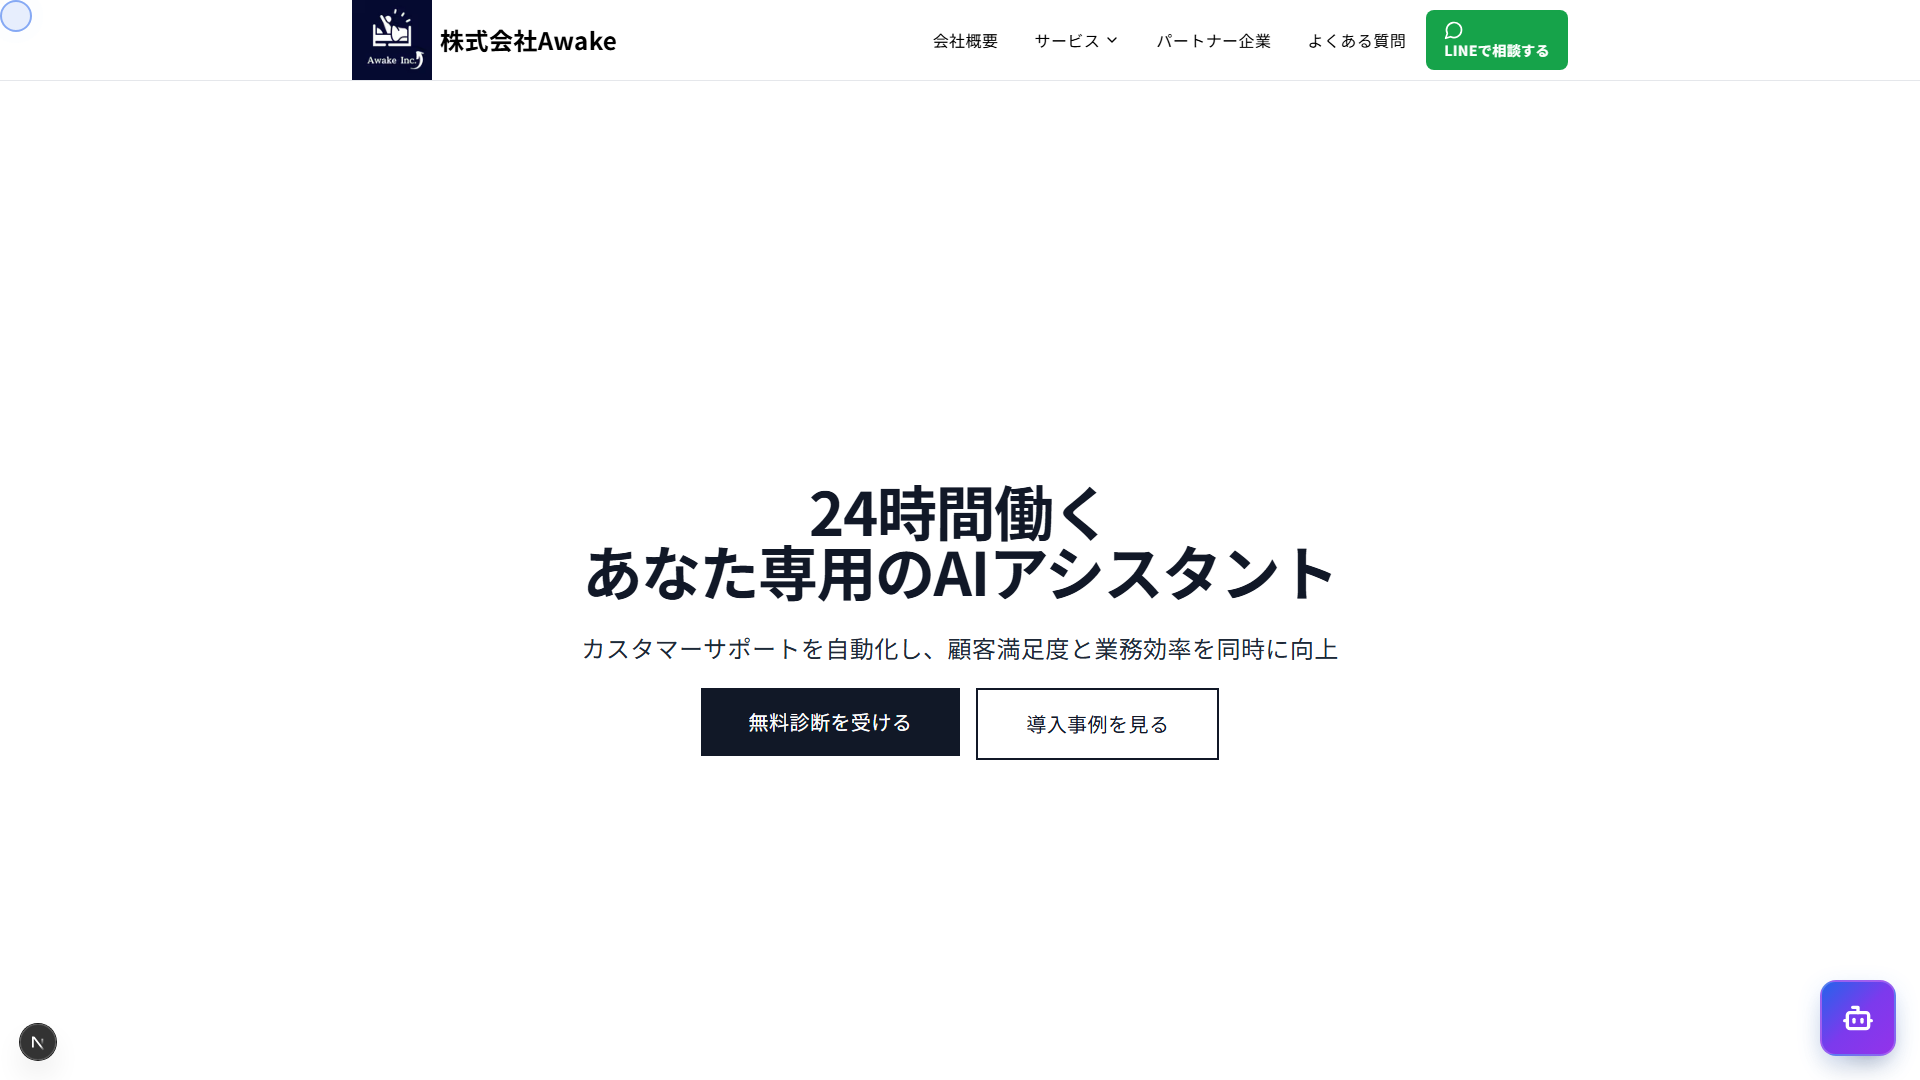 Awake Inc.
株式会社Awake
会社概要
サービス
パートナー企業
よくある質問
LINEで相談する
24時間働く
あなた専用のAIアシスタント
カスタマーサポートを自動化し、顧客満足度と業務効率を同時に向上
無料診断を受ける
導入事例を見る
N